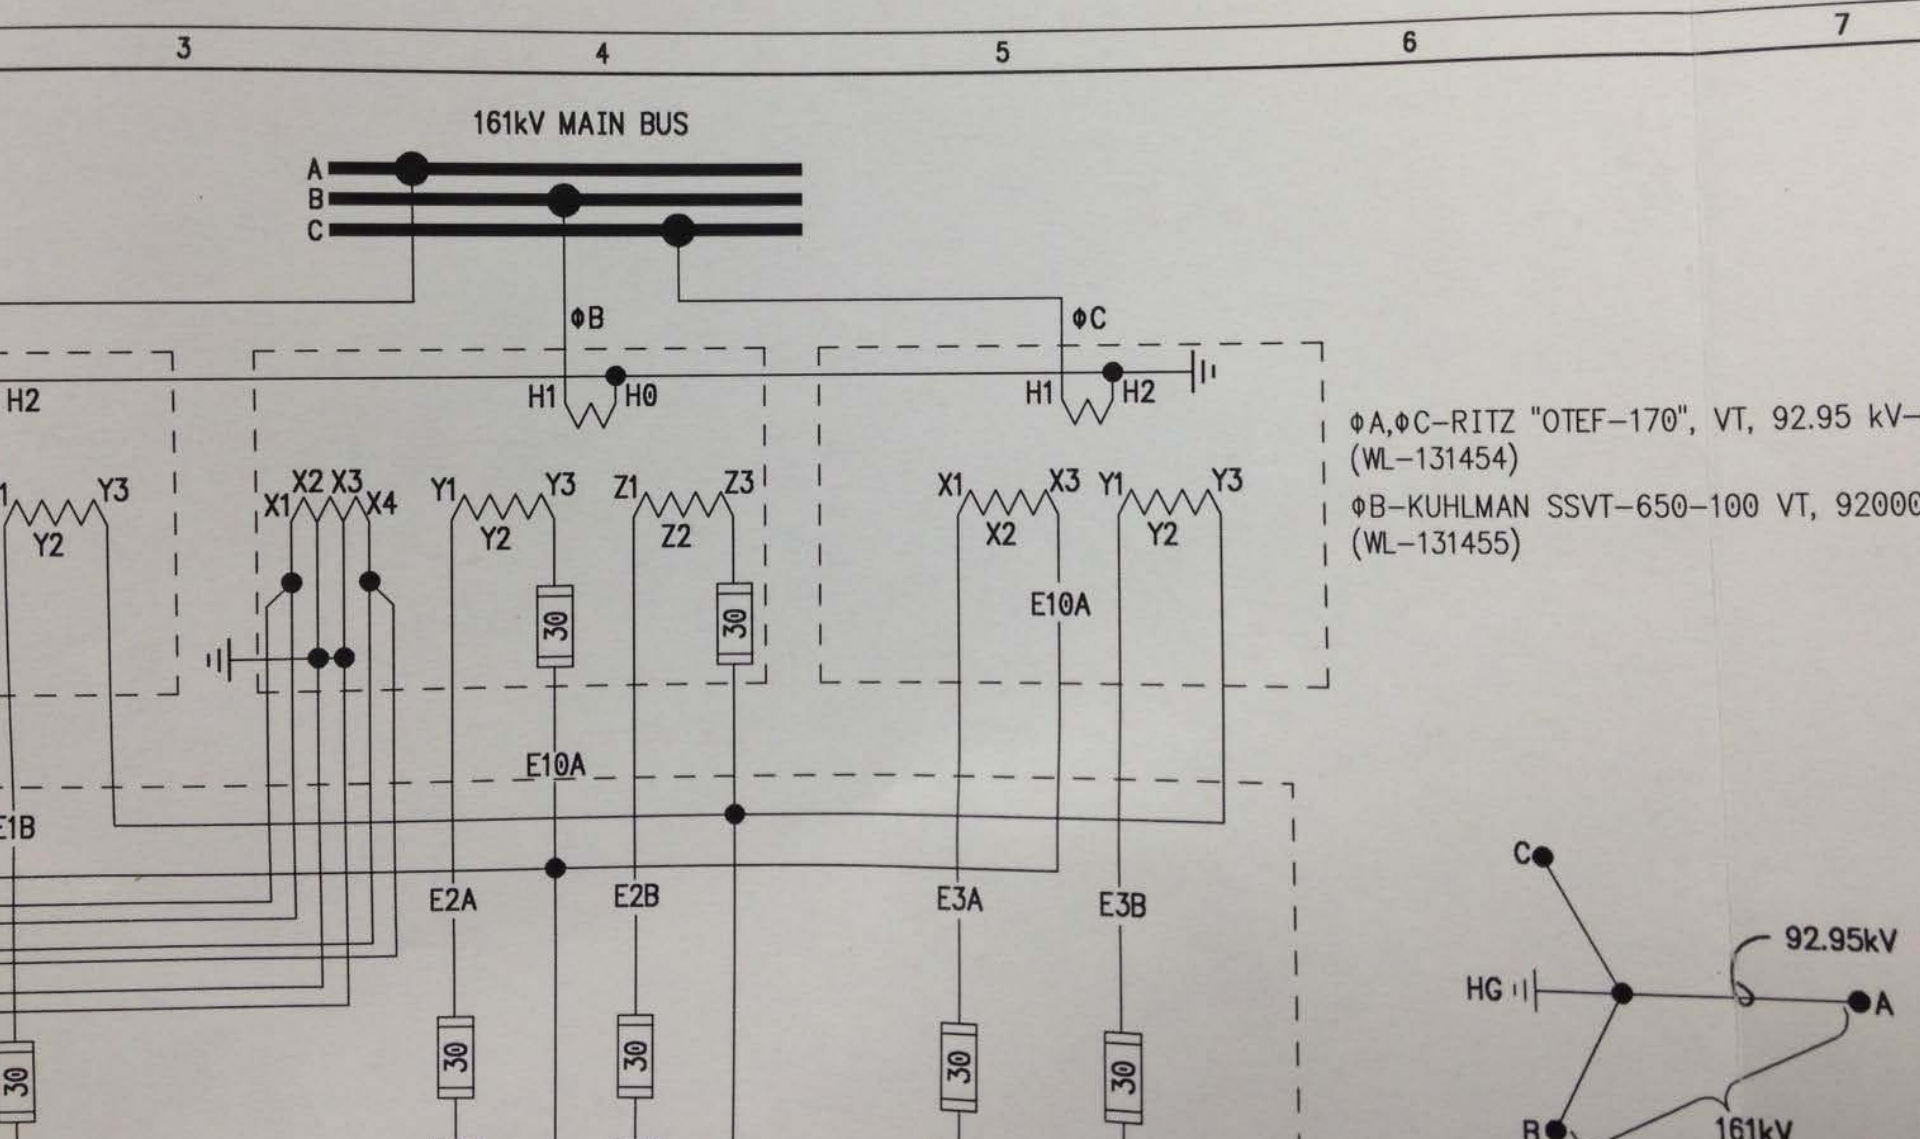 3 4 5 6 7
161kV MAIN BUS
A
B
C
ΦB ΦC
H2 H1 H0 H1 H2
ΦA,ΦC-RITZ "OTEF-170", VT, 92.95 kV-
(WL-131454)
ΦB-KUHLMAN SSVT-650-100 VT, 92000
(WL-131455)
Y3 X1 X2 X3 X4 Y1 Y3 Z1 Z3 X1 X3 Y1 Y3
Y2 Y2 Z2 X2 Y2
30 30 E10A
E10A
E1B
E2A E2B E3A E3B
30 30 30 30 30
C
92.95kV
HG A
B 161kV